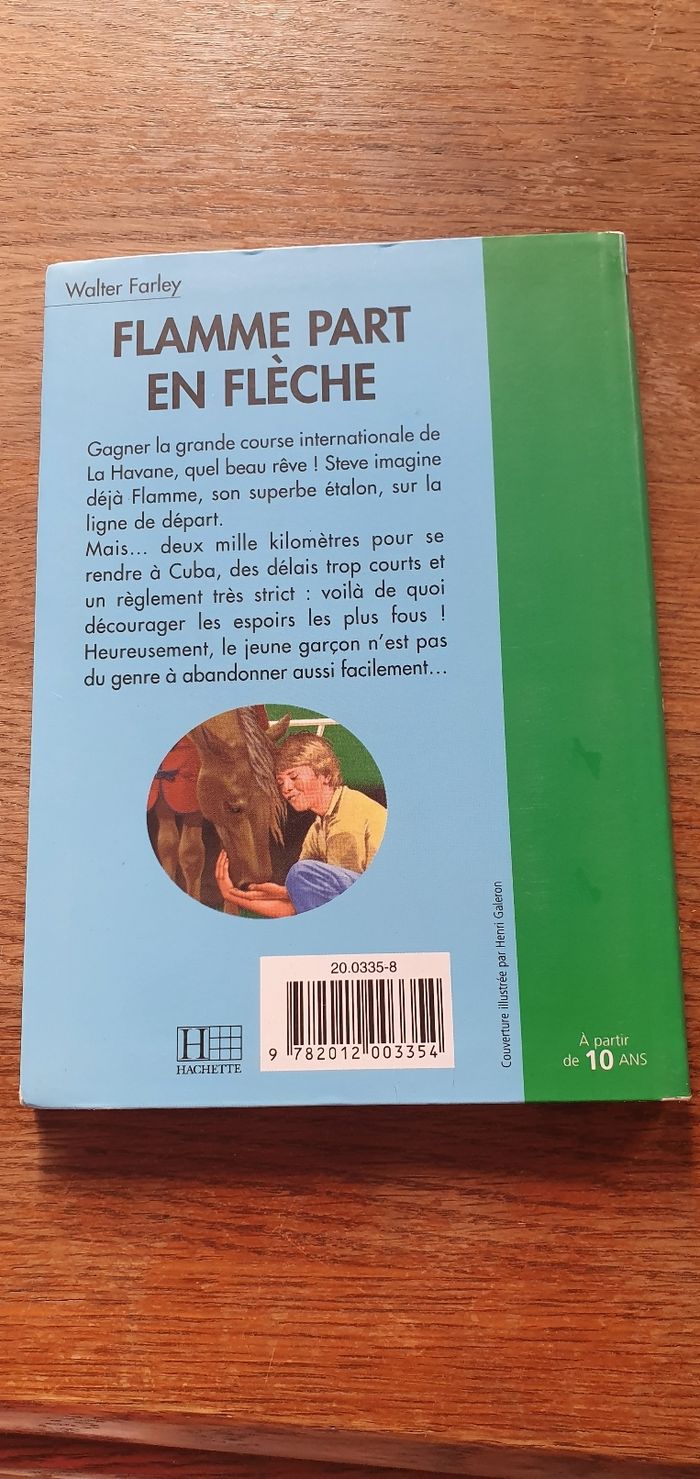 Walter Farley
FLAMME PART
EN FLÈCHE
Gagner la grande course internationale de
La Havane, quel beau rêve ! Steve imagine
déjà Flamme, son superbe étalon, sur la
ligne de départ.
Mais... deux mille kilomètres pour se
rendre à Cuba, des délais trop courts et
un règlement très strict : voilà de quoi
décourager les espoirs les plus fous !
Heureusement, le jeune garçon n'est pas
du genre à abandonner aussi facilement...
Couverture illustrée par Henri Galeron
20.0335-8
9 782012 003354
H
HACHETTE
À partir
de 10 ANS